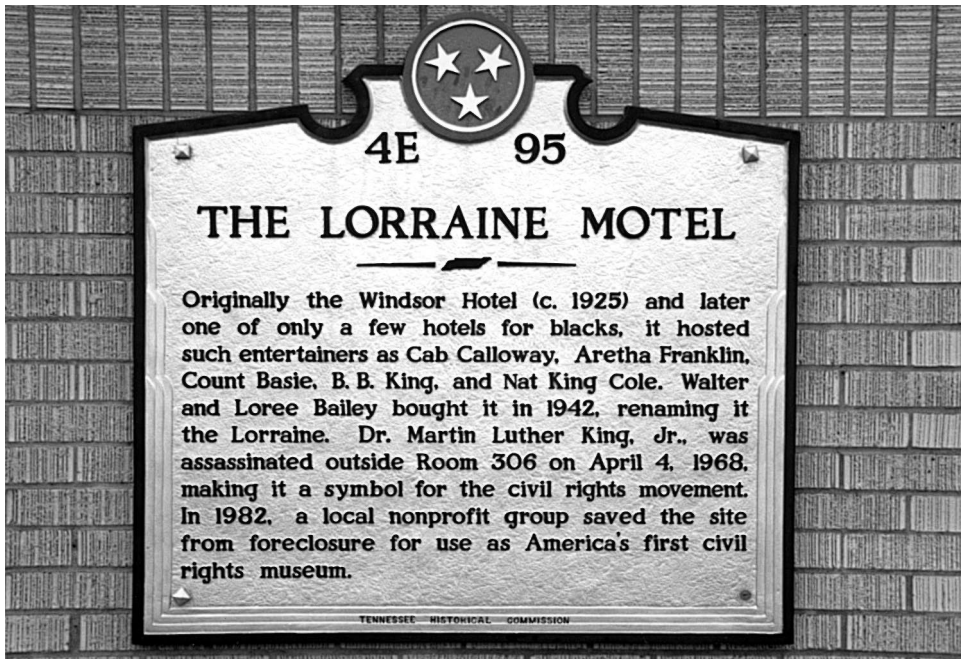 4E 95
THE LORRAINE MOTEL
Originally the Windsor Hotel (c. 1925) and later
one of only a few hotels for blacks, it hosted
such entertainers as Cab Calloway, Aretha Franklin,
Count Basie, B. B. King, and Nat King Cole. Walter
and Loree Bailey bought it in 1942, renaming it
the Lorraine. Dr. Martin Luther King, Jr., was
assassinated outside Room 306 on April 4, 1968,
making it a symbol for the civil rights movement.
In 1982, a local nonprofit group saved the site
from foreclosure for use as America's first civil
rights museum.
TENNESSEE HISTORICAL COMMISSION